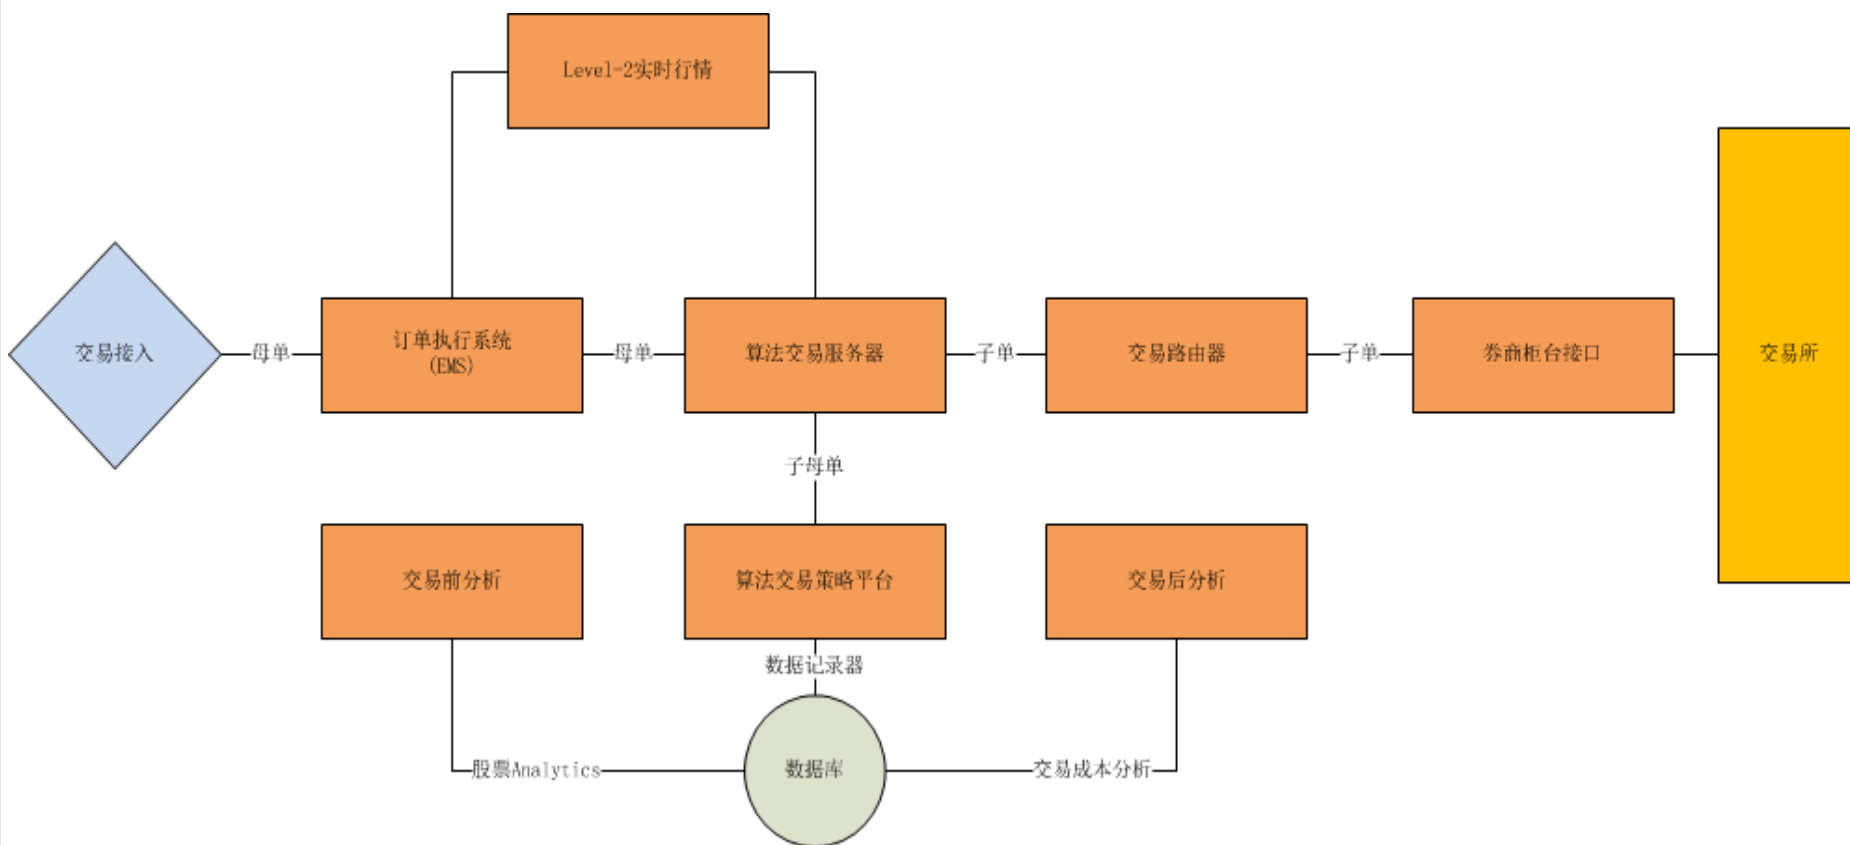 Level-2实时行情
交易接入
母单
订单执行系统
(EMS)
母单
算法交易服务器
子单
交易路由器
子单
券商柜台接口
交易所
子母单
交易前分析
算法交易策略平台
交易后分析
数据记录器
股票Analytics
数据库
交易成本分析